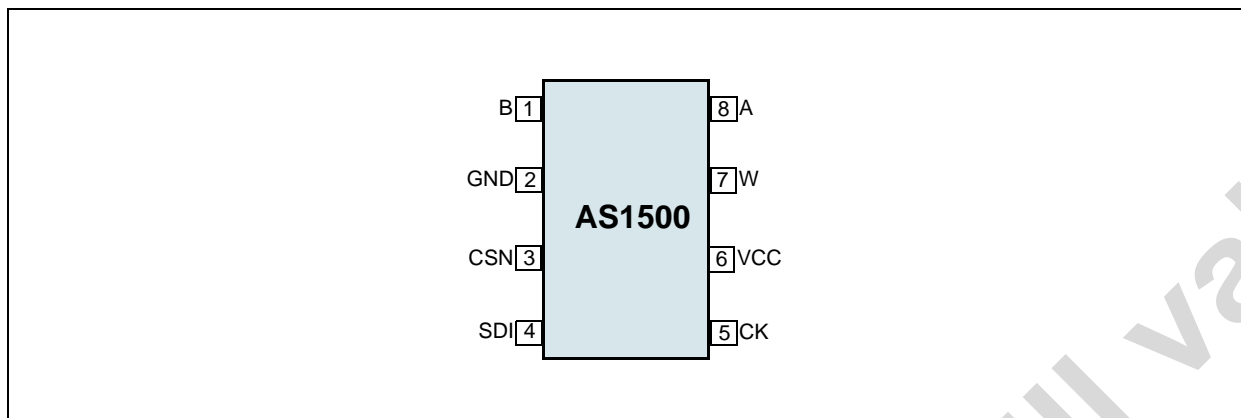 B 1 8 A
GND 2 7 W
AS1500
CSN 3 6 VCC
SDI 4 5 CK